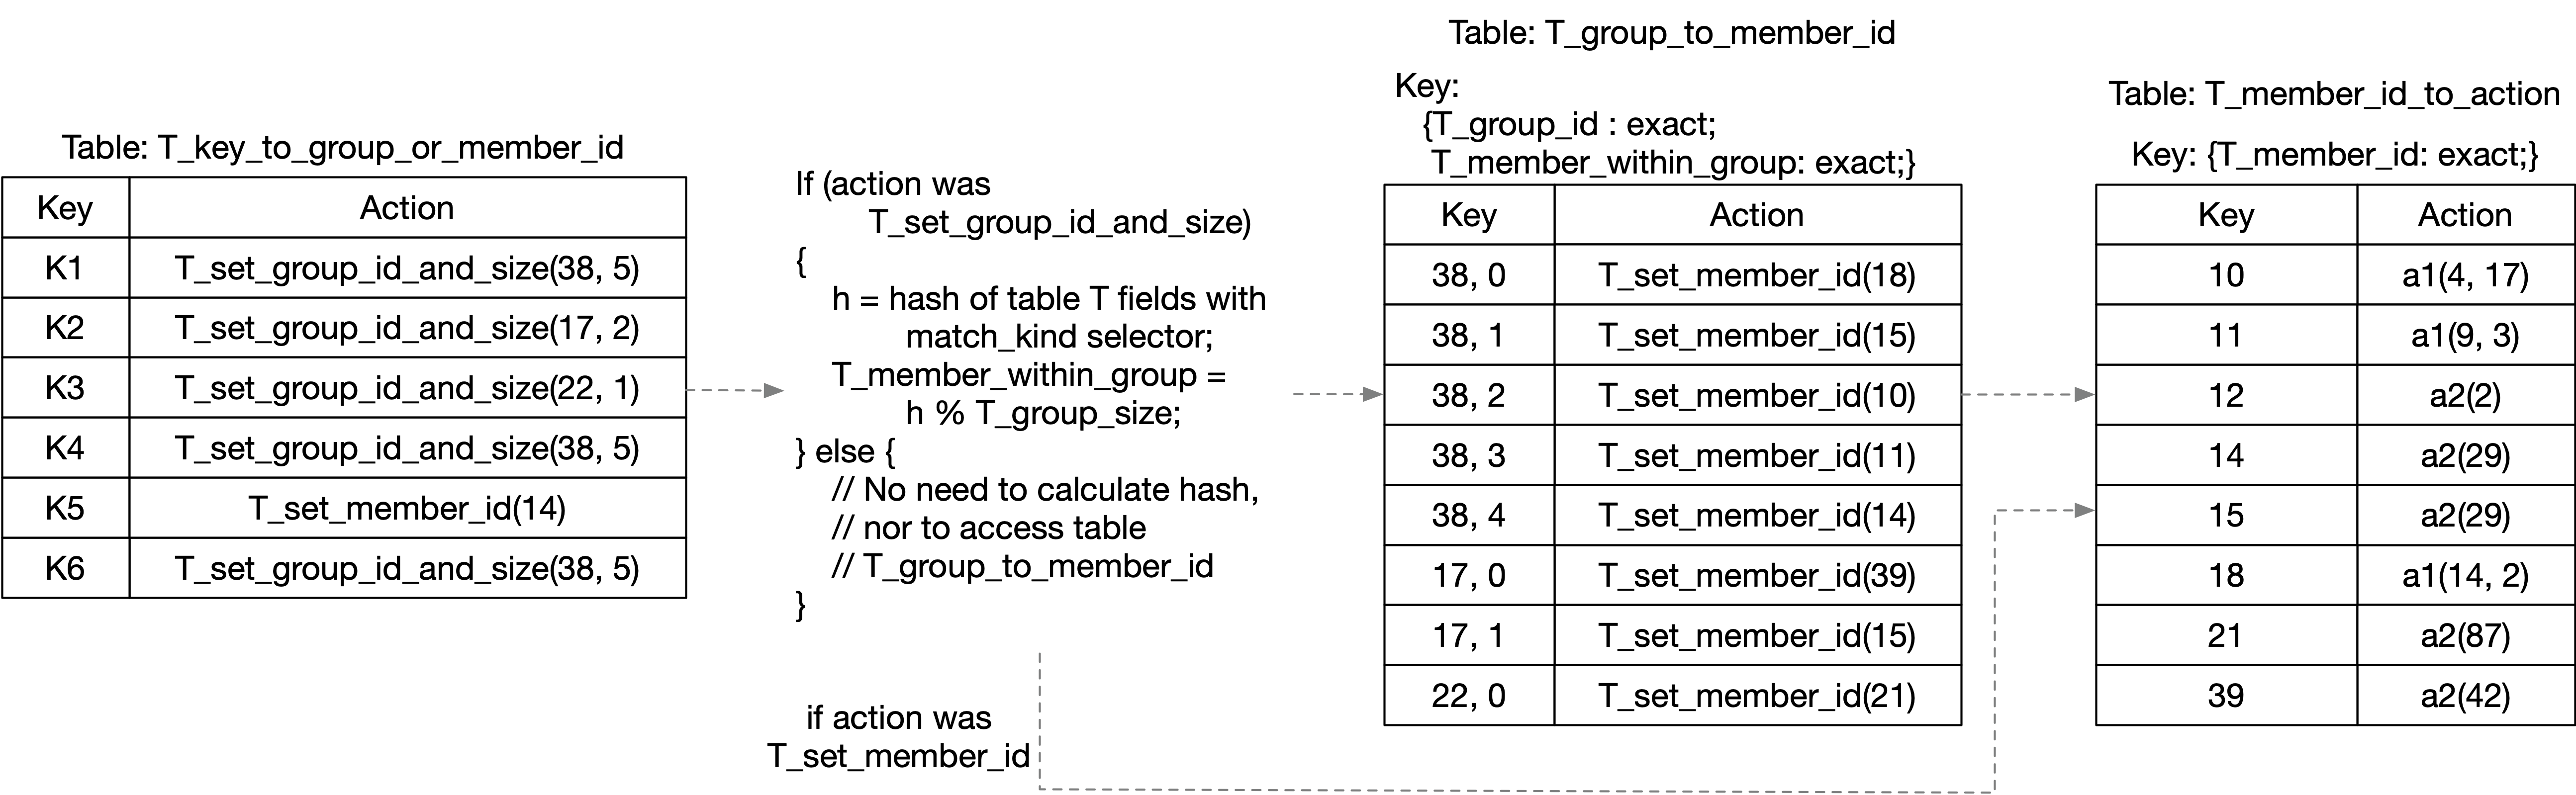 Table: T_key_to_group_or_member_id
Key Action
K1 T_set_group_id_and_size(38, 5)
K2 T_set_group_id_and_size(17, 2)
K3 T_set_group_id_and_size(22, 1)
K4 T_set_group_id_and_size(38, 5)
K5 T_set_member_id(14)
K6 T_set_group_id_and_size(38, 5)
If (action was
T_set_group_id_and_size)
{
h = hash of table T fields with
match_kind selector;
T_member_within_group =
h % T_group_size;
} else {
// No need to calculate hash,
// nor to access table
// T_group_to_member_id
}
if action was
T_set_member_id
Table: T_group_to_member_id
Key:
{T_group_id : exact;
T_member_within_group: exact;}
Key Action
38, 0 T_set_member_id(18)
38, 1 T_set_member_id(15)
38, 2 T_set_member_id(10)
38, 3 T_set_member_id(11)
38, 4 T_set_member_id(14)
17, 0 T_set_member_id(39)
17, 1 T_set_member_id(15)
22, 0 T_set_member_id(21)
Table: T_member_id_to_action
Key: {T_member_id: exact;}
Key Action
10 a1(4, 17)
11 a1(9, 3)
12 a2(2)
14 a2(29)
15 a2(29)
18 a1(14, 2)
21 a2(87)
39 a2(42)